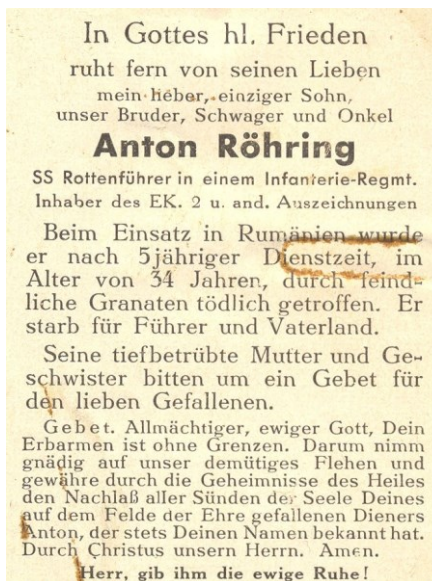 In Gottes hl. Frieden
ruht fern von seinen Lieben
mein lieber, einziger Sohn,
unser Bruder, Schwager und Onkel
Anton Röhring
SS Rottenführer in einem Infanterie-Regmt.
Inhaber des EK. 2 u. and. Auszeichnungen
Beim Einsatz in Rumänien wurde
er nach 5jähriger Dienstzeit, im
Alter von 34 Jahren, durch feind-
liche Granaten tödlich getroffen. Er
starb für Führer und Vaterland.
Seine tiefbetrübte Mutter und Ge-
schwister bitten um ein Gebet für
den lieben Gefallenen.
Gebet. Allmächtiger, ewiger Gott, Dein
Erbarmen ist ohne Grenzen. Darum nimm
gnädig auf unser demütiges Flehen und
gewähre durch die Geheimnisse des Heiles
den Nachlaß aller Sünden der Seele Deines
auf dem Felde der Ehre gefallenen Dieners
Anton, der stets Deinen Namen bekannt hat.
Durch Christus unsern Herrn. Amen.
Herr, gib ihm die ewige Ruhe!